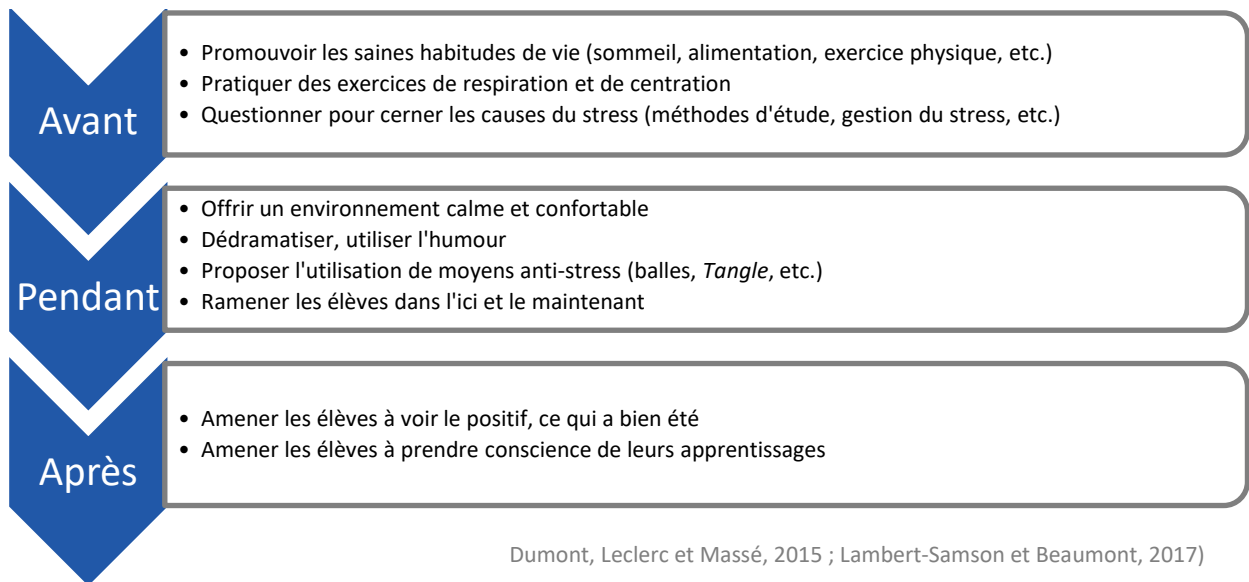 Avant
• Promouvoir les saines habitudes de vie (sommeil, alimentation, exercice physique, etc.)
• Pratiquer des exercices de respiration et de centration
• Questionner pour cerner les causes du stress (méthodes d'étude, gestion du stress, etc.)
Pendant
• Offrir un environnement calme et confortable
• Dédramatiser, utiliser l'humour
• Proposer l'utilisation de moyens anti-stress (balles, Tangle, etc.)
• Ramener les élèves dans l'ici et le maintenant
Après
• Amener les élèves à voir le positif, ce qui a bien été
• Amener les élèves à prendre conscience de leurs apprentissages
Dumont, Leclerc et Massé, 2015 ; Lambert-Samson et Beaumont, 2017)